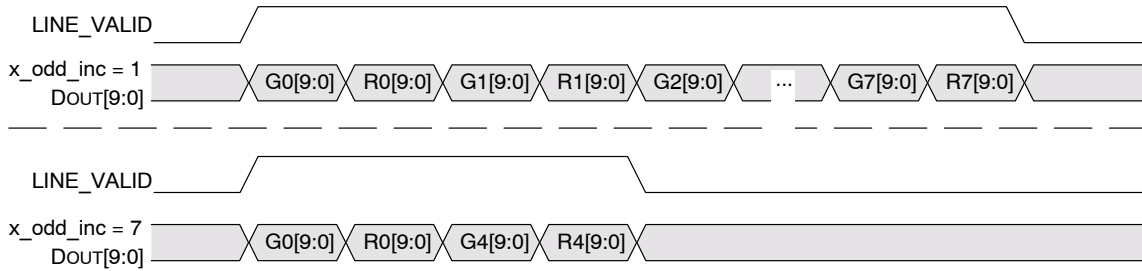 LINE_VALID
x_odd_inc = 1
DOUT[9:0]
G0[9:0] R0[9:0] G1[9:0] R1[9:0] G2[9:0] ... G7[9:0] R7[9:0]
LINE_VALID
x_odd_inc = 7
DOUT[9:0]
G0[9:0] R0[9:0] G4[9:0] R4[9:0]